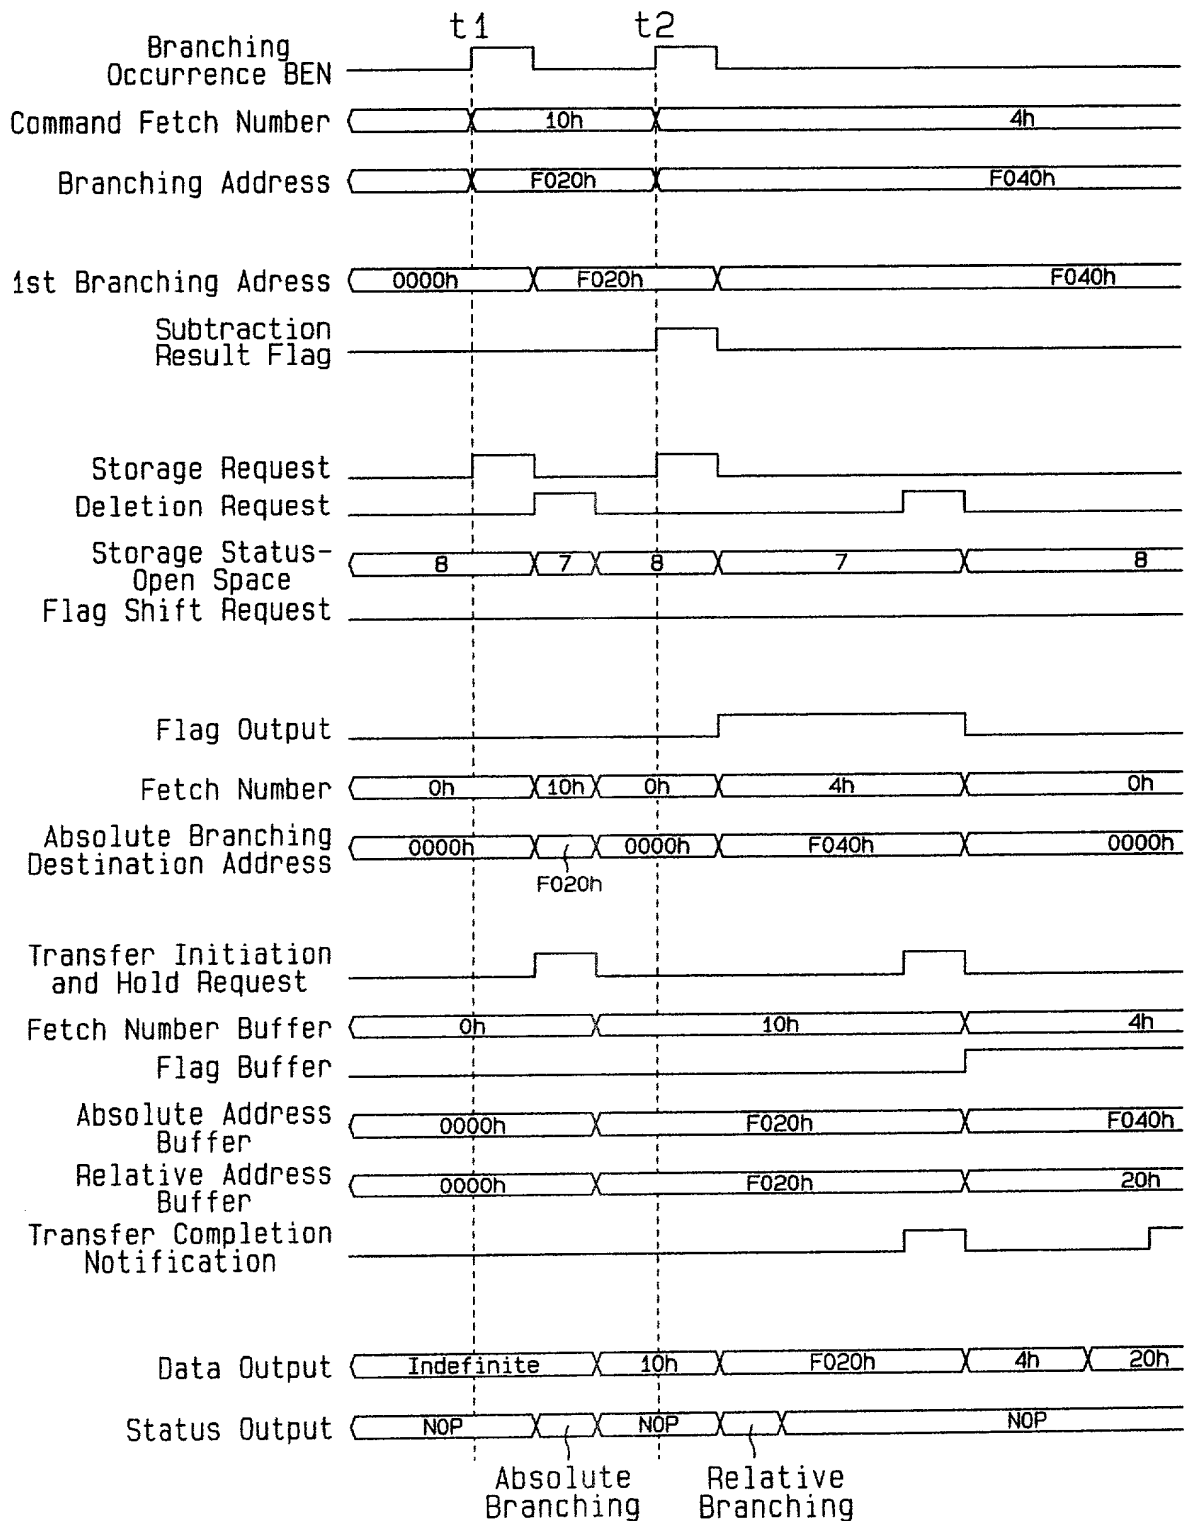 t1 t2
Branching
Occurrence BEN
Command Fetch Number 10h 4h
Branching Address F020h F040h
1st Branching Adress 0000h F020h F040h
Subtraction
Result Flag
Storage Request
Deletion Request
Storage Status-
Open Space 8 7 8 7 8
Flag Shift Request
Flag Output
Fetch Number 0h 10h 0h 4h 0h
Absolute Branching
Destination Address 0000h 0000h F040h 0000h
F020h
Transfer Initiation
and Hold Request
Fetch Number Buffer 0h 10h 4h
Flag Buffer
Absolute Address
Buffer 0000h F020h F040h
Relative Address
Buffer 0000h F020h 20h
Transfer Completion
Notification
Data Output Indefinite 10h F020h 4h 20h
Status Output NOP NOP NOP
Absolute
Branching
Relative
Branching